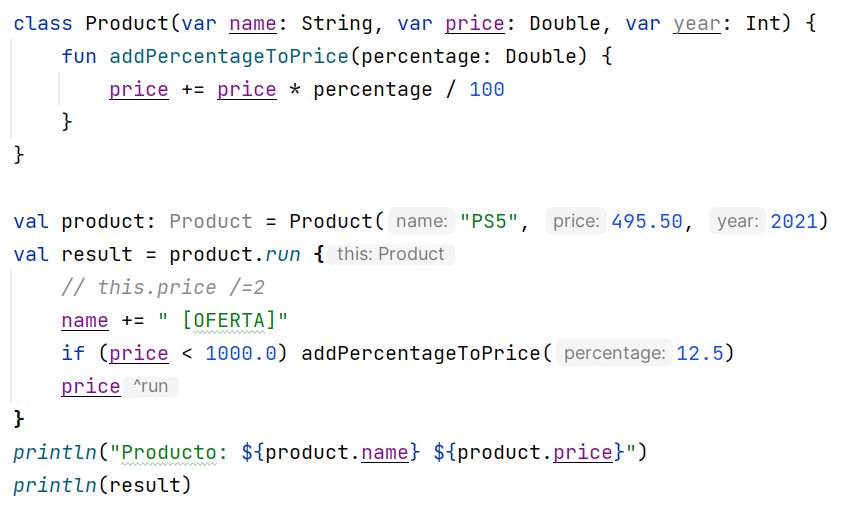 class Product(var name: String, var price: Double, var year: Int) {
    fun addPercentageToPrice(percentage: Double) {
        price += price * percentage / 100
    }
}

val product: Product = Product( name: "PS5", price: 495.50, year: 2021)
val result = product.run { this: Product
    // this.price /=2
    name += " [OFERTA]"
    if (price < 1000.0) addPercentageToPrice( percentage: 12.5)
    price ^run
}
println("Producto: ${product.name} ${product.price}")
println(result)